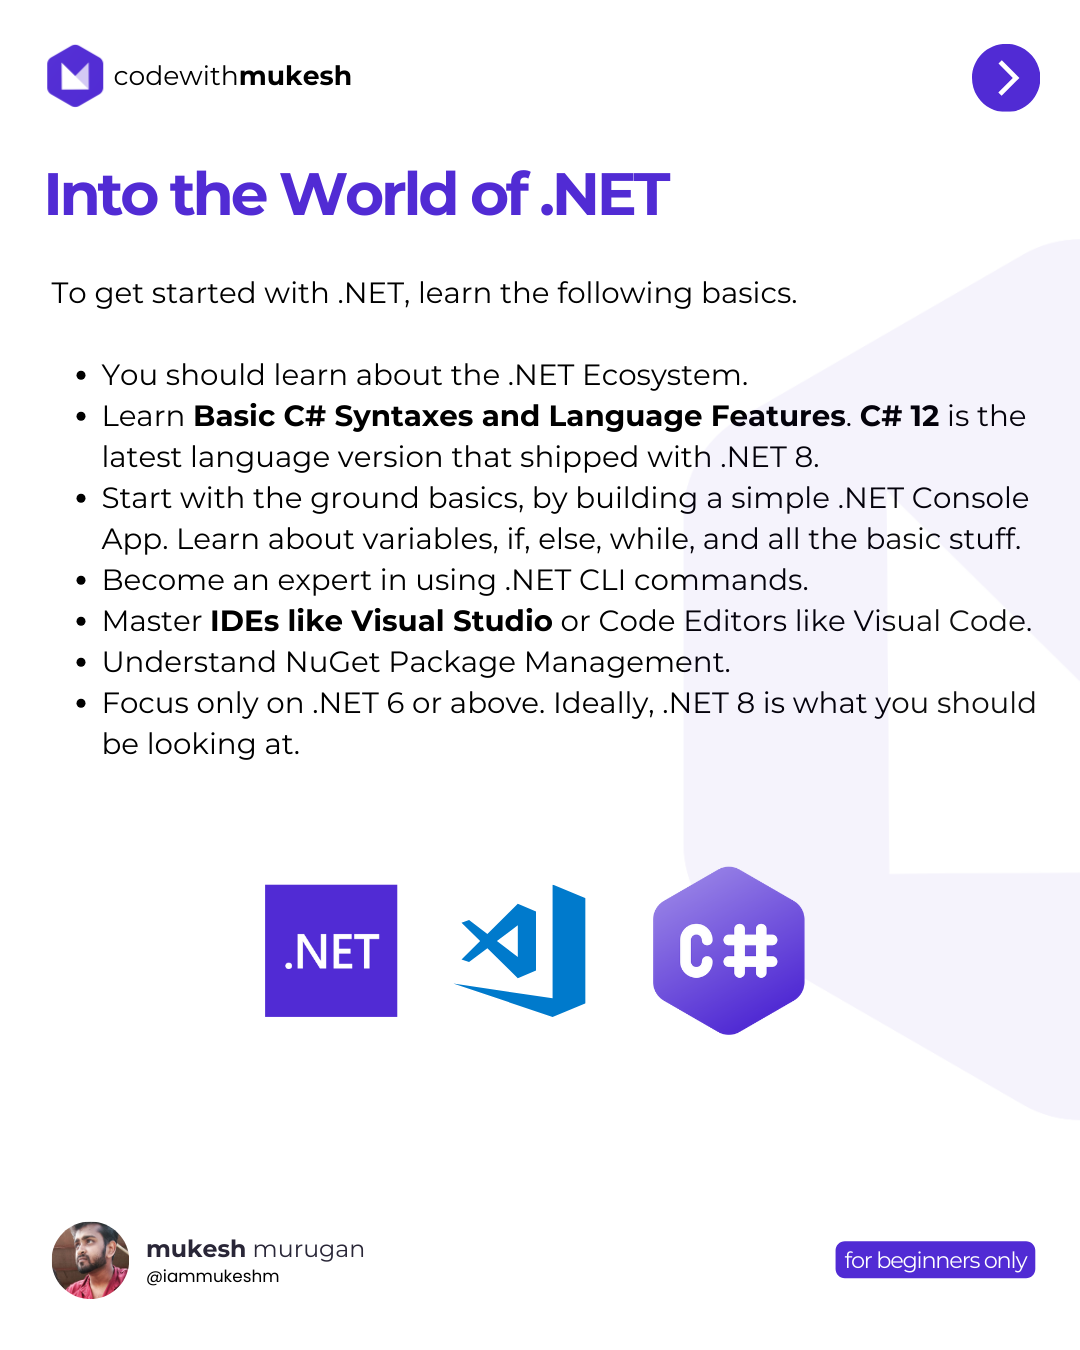 codewithmukesh
Into the World of .NET
To get started with .NET, learn the following basics.
• You should learn about the .NET Ecosystem.
• Learn Basic C# Syntaxes and Language Features. C# 12 is the
latest language version that shipped with .NET 8.
• Start with the ground basics, by building a simple .NET Console
App. Learn about variables, if, else, while, and all the basic stuff.
• Become an expert in using .NET CLI commands.
• Master IDEs like Visual Studio or Code Editors like Visual Code.
• Understand NuGet Package Management.
• Focus only on .NET 6 or above. Ideally, .NET 8 is what you should
be looking at.
.NET
C#
mukesh murugan
@iammukeshm
for beginners only